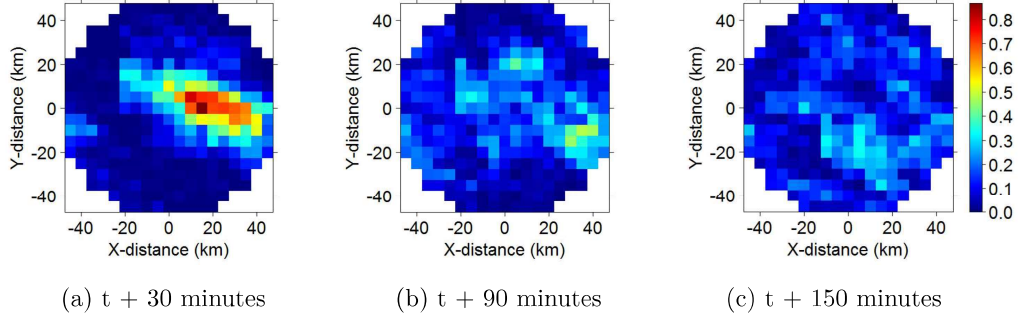 40
20
0
-20
-40
Y-distance (km)
-40 -20 0 20 40
X-distance (km)
(a) t + 30 minutes
40
20
0
-20
-40
Y-distance (km)
-40 -20 0 20 40
X-distance (km)
(b) t + 90 minutes
40
20
0
-20
-40
Y-distance (km)
-40 -20 0 20 40
X-distance (km)
(c) t + 150 minutes
0.8
0.7
0.6
0.5
0.4
0.3
0.2
0.1
0.0